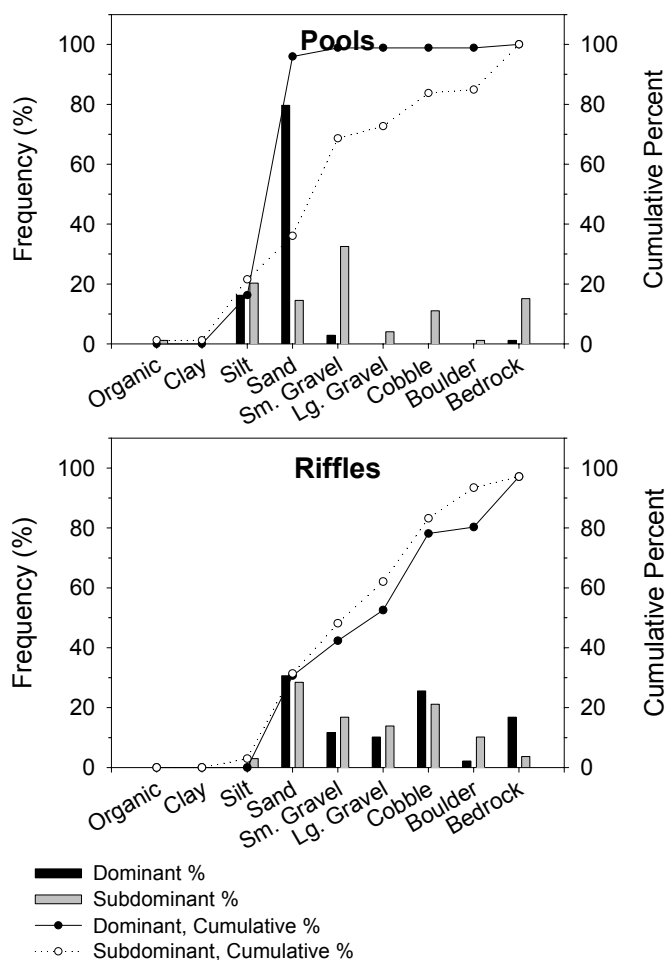 Pools
100
80
60
40
20
0
Frequency (%)
100
80
60
40
20
0
Cumulative Percent
Organic
Clay
Silt
Sand
Sm. Gravel
Lg. Gravel
Cobble
Boulder
Bedrock
Riffles
100
80
60
40
20
0
Frequency (%)
100
80
60
40
20
0
Cumulative Percent
Organic
Clay
Silt
Sand
Sm. Gravel
Lg. Gravel
Cobble
Boulder
Bedrock
Dominant %
Subdominant %
Dominant, Cumulative %
Subdominant, Cumulative %